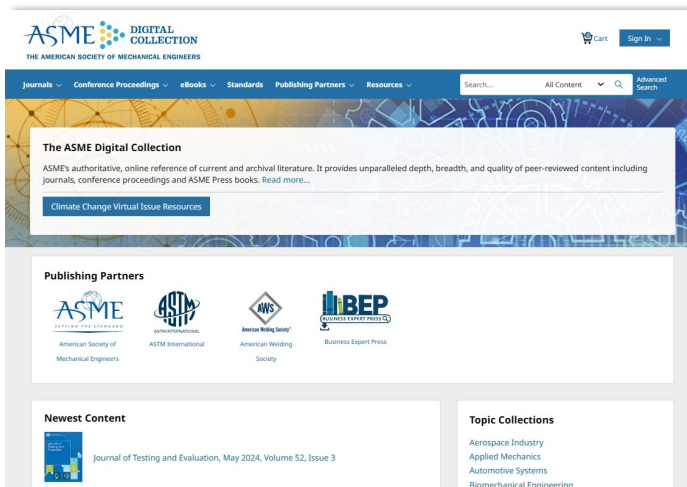 ASME DIGITAL COLLECTION
THE AMERICAN SOCIETY OF MECHANICAL ENGINEERS
0
Cart
Sign In
Journals Conference Proceedings eBooks Standards Publishing Partners Resources
Search... All Content
Advanced Search
The ASME Digital Collection
ASME's authoritative, online reference of current and archival literature. It provides unparalleled depth, breadth, and quality of peer-reviewed content including
journals, conference proceedings and ASME Press books. Read more...
Climate Change Virtual Issue Resources
Publishing Partners
ASME
SETTING THE STANDARD
American Society of
Mechanical Engineers
ASTM
ASTM INTERNATIONAL
ASTM International
AWS
American Welding Society®
American Welding
Society
BEP
BUSINESS EXPERT PRESS
Business Expert Press
Newest Content
Journal of Testing and Evaluation, May 2024, Volume 52, Issue 3
Topic Collections
Aerospace Industry
Applied Mechanics
Automotive Systems
Biomechanical Engineering